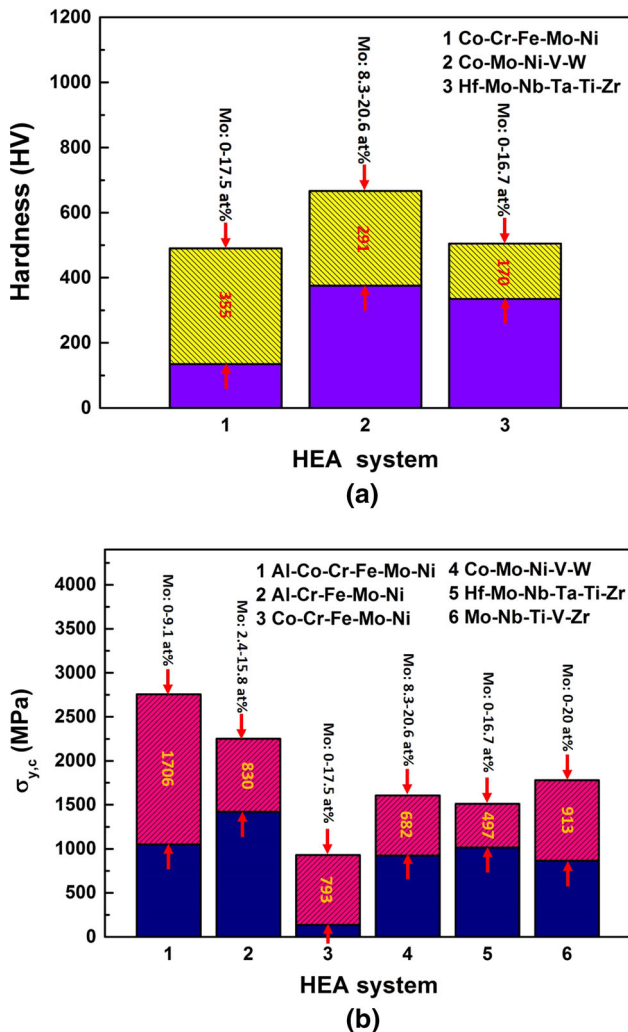 1200
1000
800
600
400
200
0
Hardness (HV)
1 Co-Cr-Fe-Mo-Ni
2 Co-Mo-Ni-V-W
3 Hf-Mo-Nb-Ta-Ti-Zr
Mo: 0-17.5 at%
Mo: 8.3-20.6 at%
Mo: 0-16.7 at%
355
291
170
1 2 3
HEA system
(a)
4000
3500
3000
2500
2000
1500
1000
500
0
σy,c (MPa)
1 Al-Co-Cr-Fe-Mo-Ni 4 Co-Mo-Ni-V-W
2 Al-Cr-Fe-Mo-Ni 5 Hf-Mo-Nb-Ta-Ti-Zr
3 Co-Cr-Fe-Mo-Ni 6 Mo-Nb-Ti-V-Zr
Mo: 0-9.1 at%
Mo: 2.4-15.8 at%
Mo: 0-17.5 at%
Mo: 8.3-20.6 at%
Mo: 0-16.7 at%
Mo: 0-20 at%
1706
830
793
682
497
913
1 2 3 4 5 6
HEA system
(b)